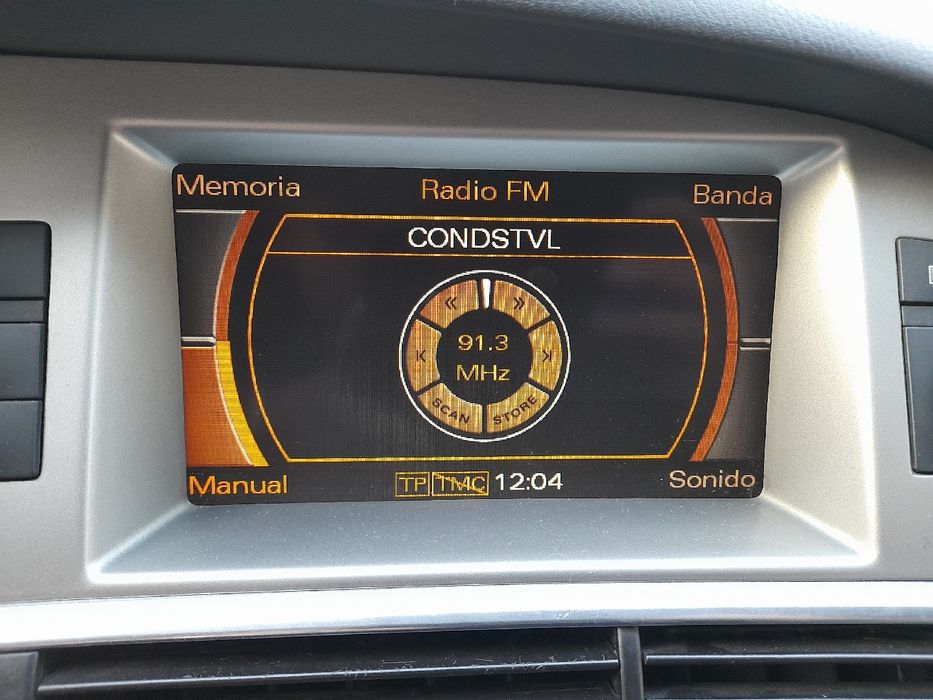 Memoria Radio FM Banda
CONDSTVL
91.3
MHz
SCAN STORE
Manual TP TMC 12:04 Sonido